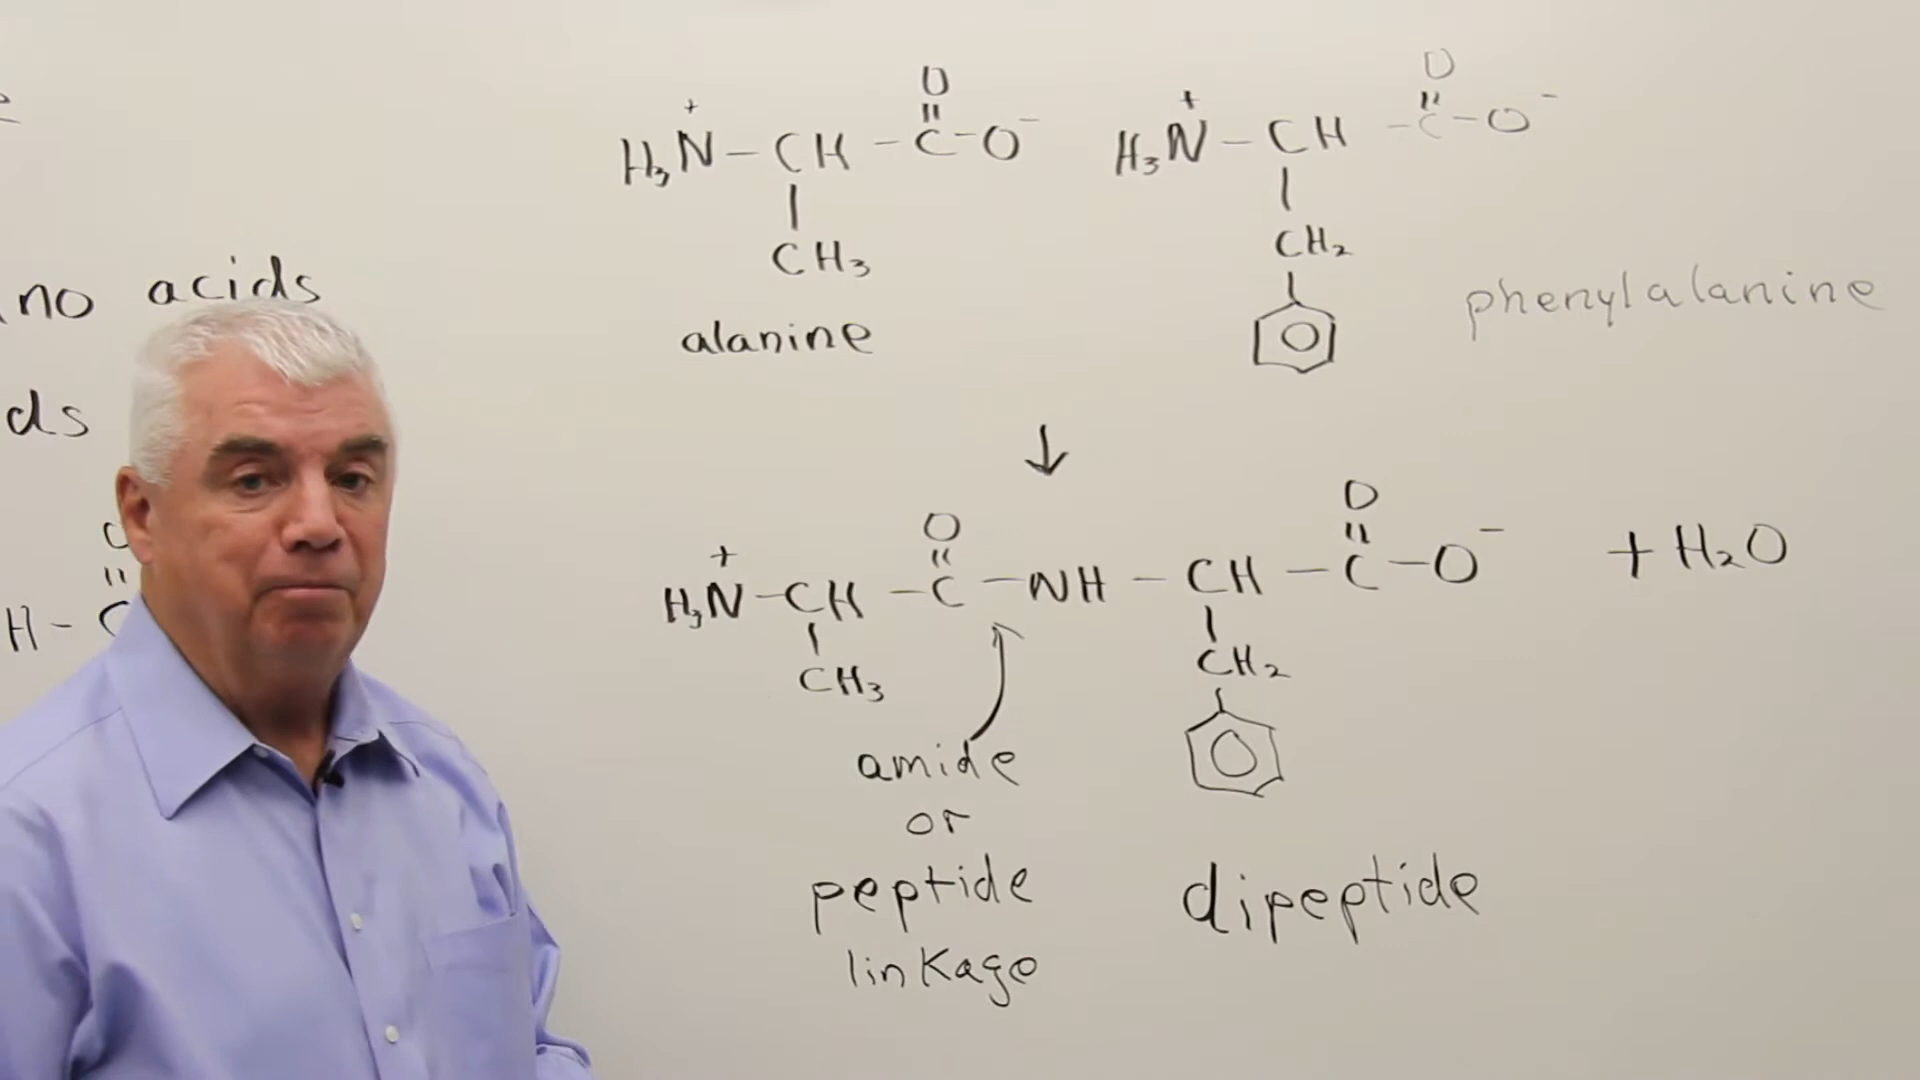 no acids
ds
O
"
H - C
H₃N⁺ - CH - C - O⁻
O
"
|
CH₃
alanine
H₃N⁺ - CH - C - O⁻
O
"
|
CH₂
|
phenylalanine
↓
H₃N⁺ - CH - C - NH - CH - C - O⁻ + H₂O
O
"
O
"
|
CH₃
|
CH₂
amide
or
peptide
linkage
dipeptide